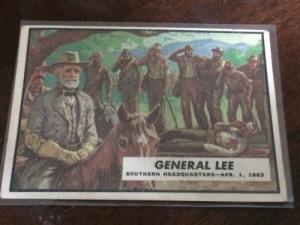 GENERAL LEE
SOUTHERN HEADQUARTERS—APR. 1, 1863